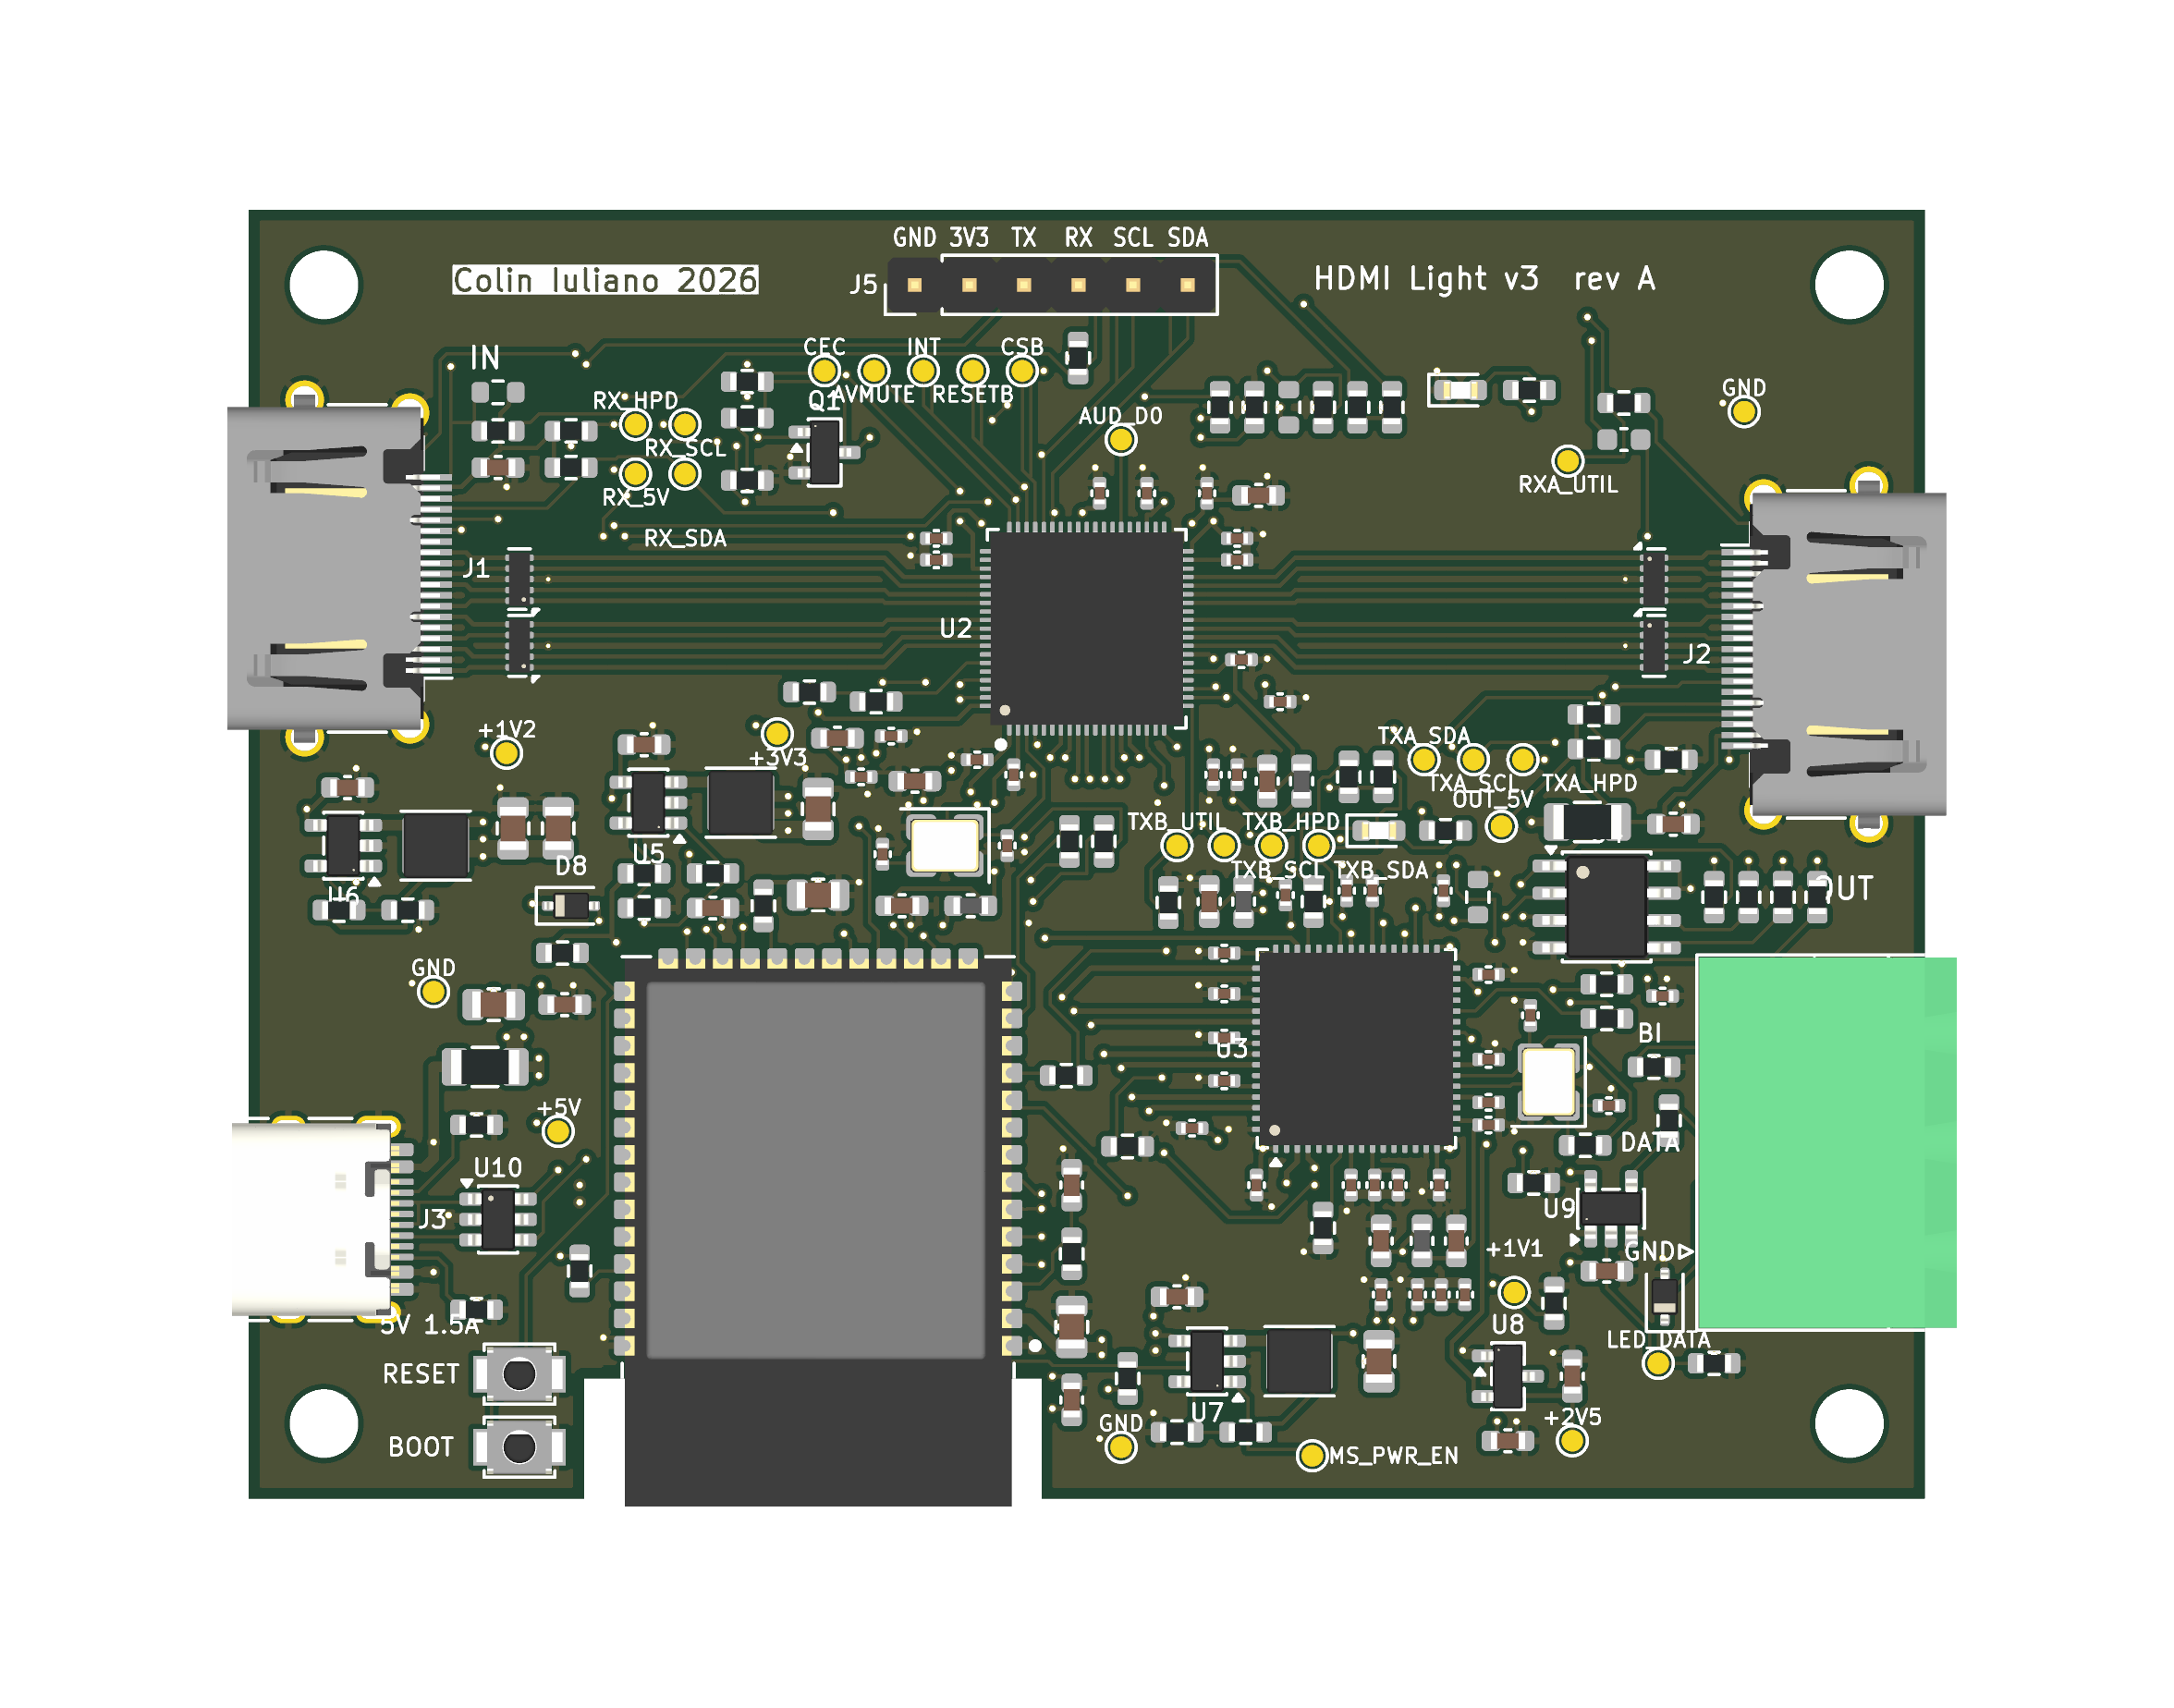 GND 3V3 TX RX SCL SDA
J5
Colin Iuliano 2026
HDMI Light v3 rev A
IN
CEC INT CSB
AVMUTE RESETB
Q1
RX_HPD
RX_SCL
RX_5V
RX_SDA
AUD_D0
GND
RXA_UTIL
J1
U2
J2
+1V2
+3V3
TXA_SDA
TXA_SCL TXA_HPD
OUT_5V
TXB_UTIL TXB_HPD
TXB_SCL TXB_SDA
U5
D8
U6
OUT
GND
U3
BI
DATA
+5V
U10
J3
U9
GND
+1V1
5V 1.5A
U8
LED_DATA
RESET
U7
GND
+2V5
BOOT
MS_PWR_EN